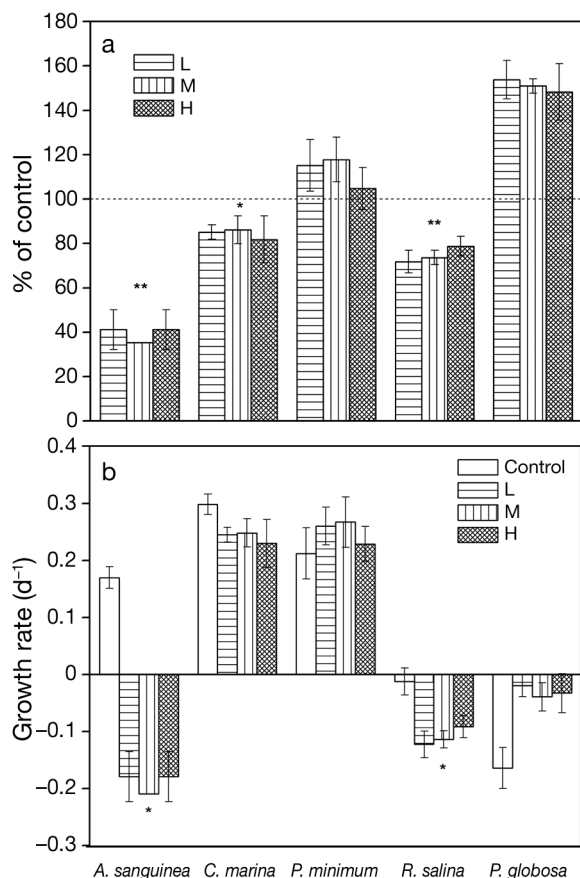 a
L
M
H
% of control
180
160
140
120
100
80
60
40
20
0
**
*
**
b
Control
L
M
H
Growth rate (d⁻¹)
0.4
0.3
0.2
0.1
0
−0.1
−0.2
−0.3
*
*
A. sanguinea C. marina P. minimum R. salina P. globosa